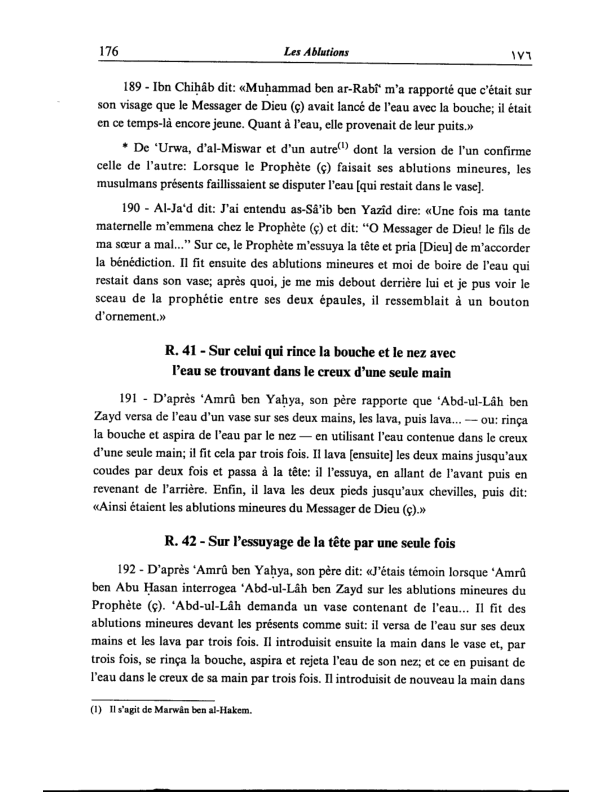 176 Les Ablutions ١٧٦
189 - Ibn Chiḥâb dit: «Muḥammad ben ar-Rabî‘ m’a rapporté que c’était sur
son visage que le Messager de Dieu (ç) avait lancé de l’eau avec la bouche; il était
en ce temps-là encore jeune. Quant à l’eau, elle provenait de leur puits.»
* De ‘Urwa, d’al-Miswar et d’un autre(1) dont la version de l’un confirme
celle de l’autre: Lorsque le Prophète (ç) faisait ses ablutions mineures, les
musulmans présents faillissaient se disputer l’eau [qui restait dans le vase].
190 - Al-Ja‘d dit: J’ai entendu as-Sâ’ib ben Yazîd dire: «Une fois ma tante
maternelle m’emmena chez le Prophète (ç) et dit: “O Messager de Dieu! le fils de
ma sœur a mal...” Sur ce, le Prophète m’essuya la tête et pria [Dieu] de m’accorder
la bénédiction. Il fit ensuite des ablutions mineures et moi de boire de l’eau qui
restait dans son vase; après quoi, je me mis debout derrière lui et je pus voir le
sceau de la prophétie entre ses deux épaules, il ressemblait à un bouton
d’ornement.»
R. 41 - Sur celui qui rince la bouche et le nez avec
l’eau se trouvant dans le creux d’une seule main
191 - D’après ‘Amrû ben Yaḥya, son père rapporte que ‘Abd-ul-Lâh ben
Zayd versa de l’eau d’un vase sur ses deux mains, les lava, puis lava... — ou: rinça
la bouche et aspira de l’eau par le nez — en utilisant l’eau contenue dans le creux
d’une seule main; il fit cela par trois fois. Il lava [ensuite] les deux mains jusqu’aux
coudes par deux fois et passa à la tête: il l’essuya, en allant de l’avant puis en
revenant de l’arrière. Enfin, il lava les deux pieds jusqu’aux chevilles, puis dit:
«Ainsi étaient les ablutions mineures du Messager de Dieu (ç).»
R. 42 - Sur l’essuyage de la tête par une seule fois
192 - D’après ‘Amrû ben Yaḥya, son père dit: «J’étais témoin lorsque ‘Amrû
ben Abu Ḥasan interrogea ‘Abd-ul-Lâh ben Zayd sur les ablutions mineures du
Prophète (ç). ‘Abd-ul-Lâh demanda un vase contenant de l’eau... Il fit des
ablutions mineures devant les présents comme suit: il versa de l’eau sur ses deux
mains et les lava par trois fois. Il introduisit ensuite la main dans le vase et, par
trois fois, se rinça la bouche, aspira et rejeta l’eau de son nez; et ce en puisant de
l’eau dans le creux de sa main par trois fois. Il introduisit de nouveau la main dans
(1) Il s’agit de Marwân ben al-Hakem.